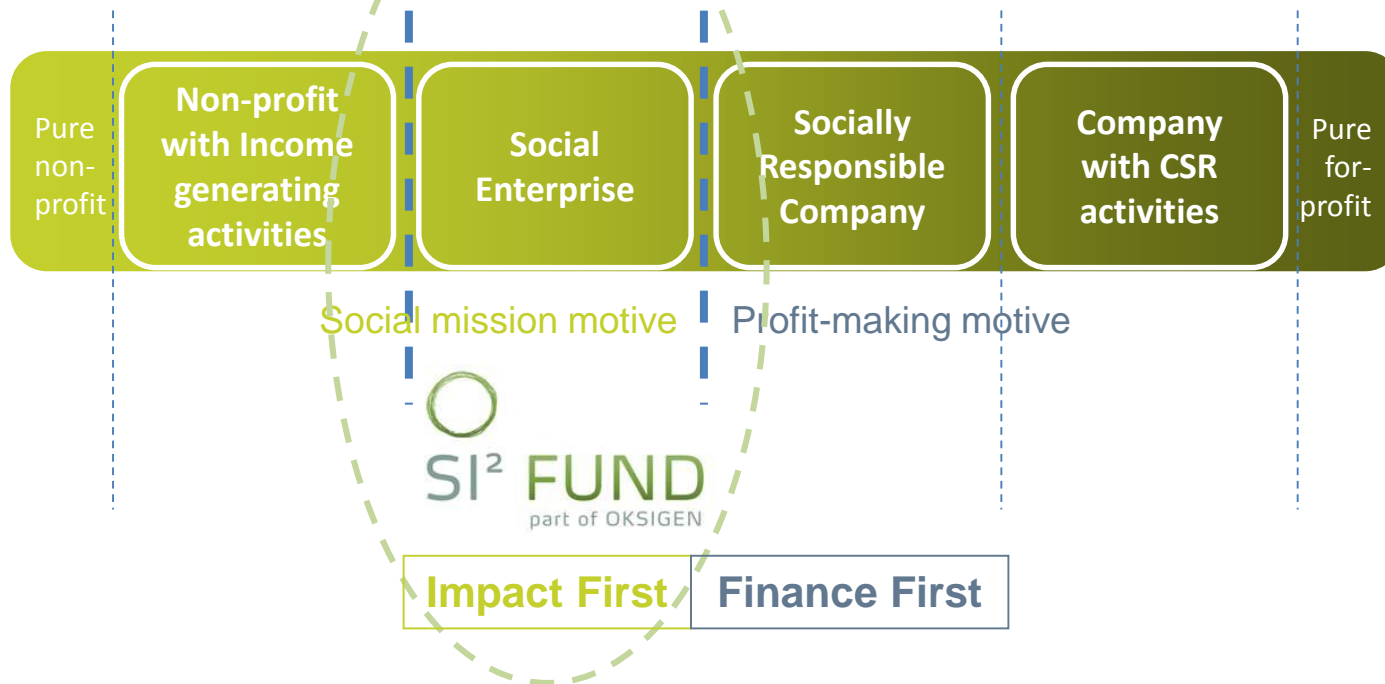 Pure
non-
profit
Non-profit
with Income
generating
activities
Social
Enterprise
Socially
Responsible
Company
Company
with CSR
activities
Pure
for-
profit
Social mission motive
Profit-making motive
SI² FUND
part of OKSIGEN
Impact First
Finance First